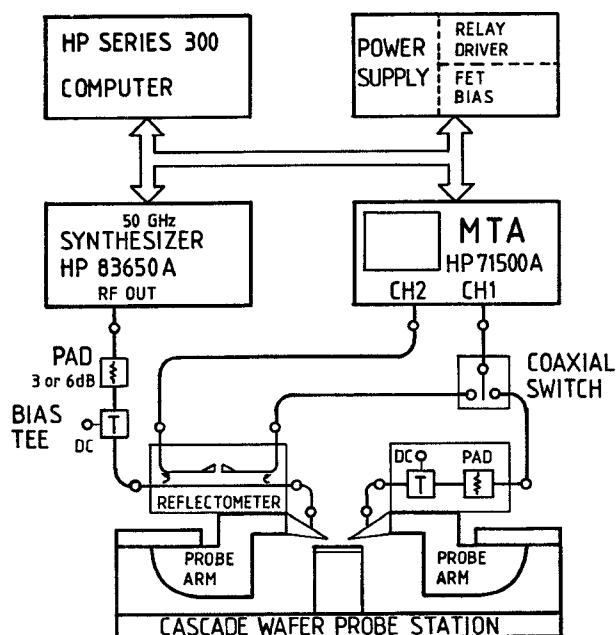 HP SERIES 300
COMPUTER
POWER
SUPPLY
RELAY
DRIVER
FET
BIAS
50 GHz
SYNTHESIZER
HP 83650A
RF OUT
MTA
HP71500A
CH2 CH1
PAD
3 or 6dB
BIAS
TEE
DC
T
COAXIAL
SWITCH
REFLECTOMETER
DC
PAD
T
PROBE
ARM
PROBE
ARM
CASCADE WAFER PROBE STATION